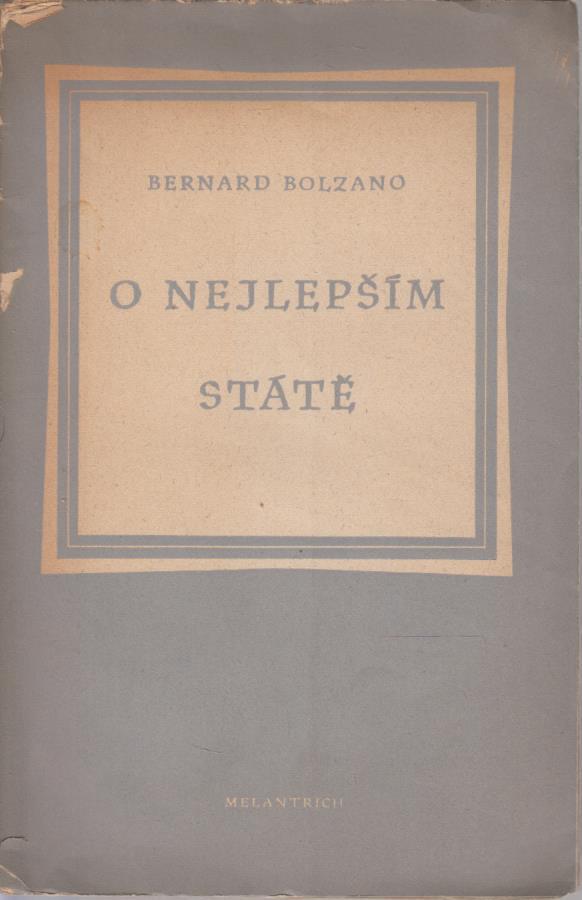 BERNARD BOLZANO
O NEJLEPŠÍM
STÁTĚ
MELANTRICH